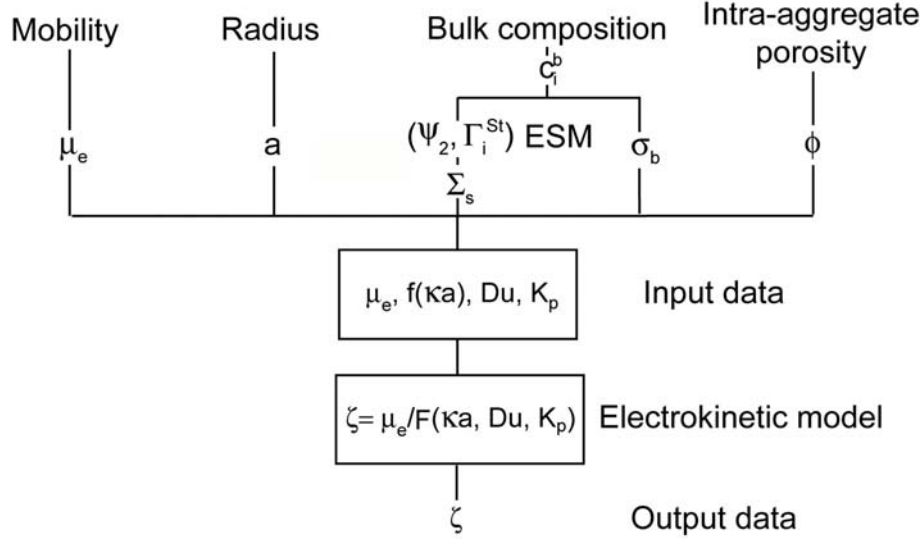 Mobility
Radius
Bulk composition
Intra-aggregate
porosity
c_i^b
μ_e
a
(Ψ_2, Γ_i^St) ESM
σ_b
ϕ
Σ_s
μ_e, f(κa), Du, K_p
Input data
ζ= μ_e/F(κa, Du, K_p)
Electrokinetic model
ζ
Output data